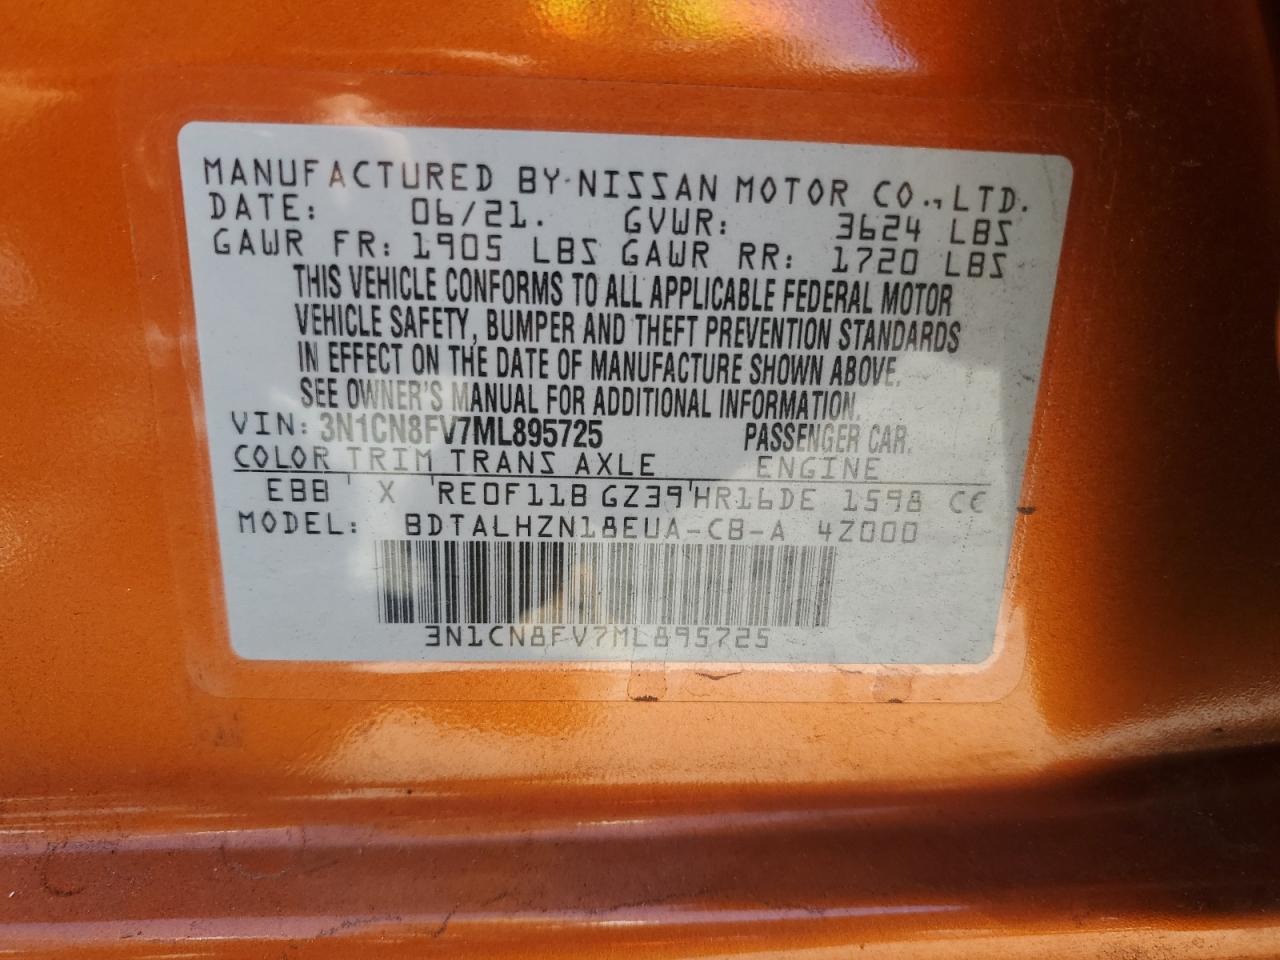 MANUFACTURED BY NISSAN MOTOR CO., LTD.
DATE: 06/21. GVWR: 3624 LBS
GAWR FR: 1905 LBS GAWR RR: 1720 LBS
THIS VEHICLE CONFORMS TO ALL APPLICABLE FEDERAL MOTOR
VEHICLE SAFETY, BUMPER AND THEFT PREVENTION STANDARDS
IN EFFECT ON THE DATE OF MANUFACTURE SHOWN ABOVE.
SEE OWNER'S MANUAL FOR ADDITIONAL INFORMATION.
VIN: 3N1CN8FV7ML895725 PASSENGER CAR.
COLOR TRIM TRANS AXLE ENGINE
EBB X RE0F11B GZ39 HR16DE 1598 CC
MODEL: BDTALHZN18EUA-CB-A 4Z000
3N1CN8FV7ML895725